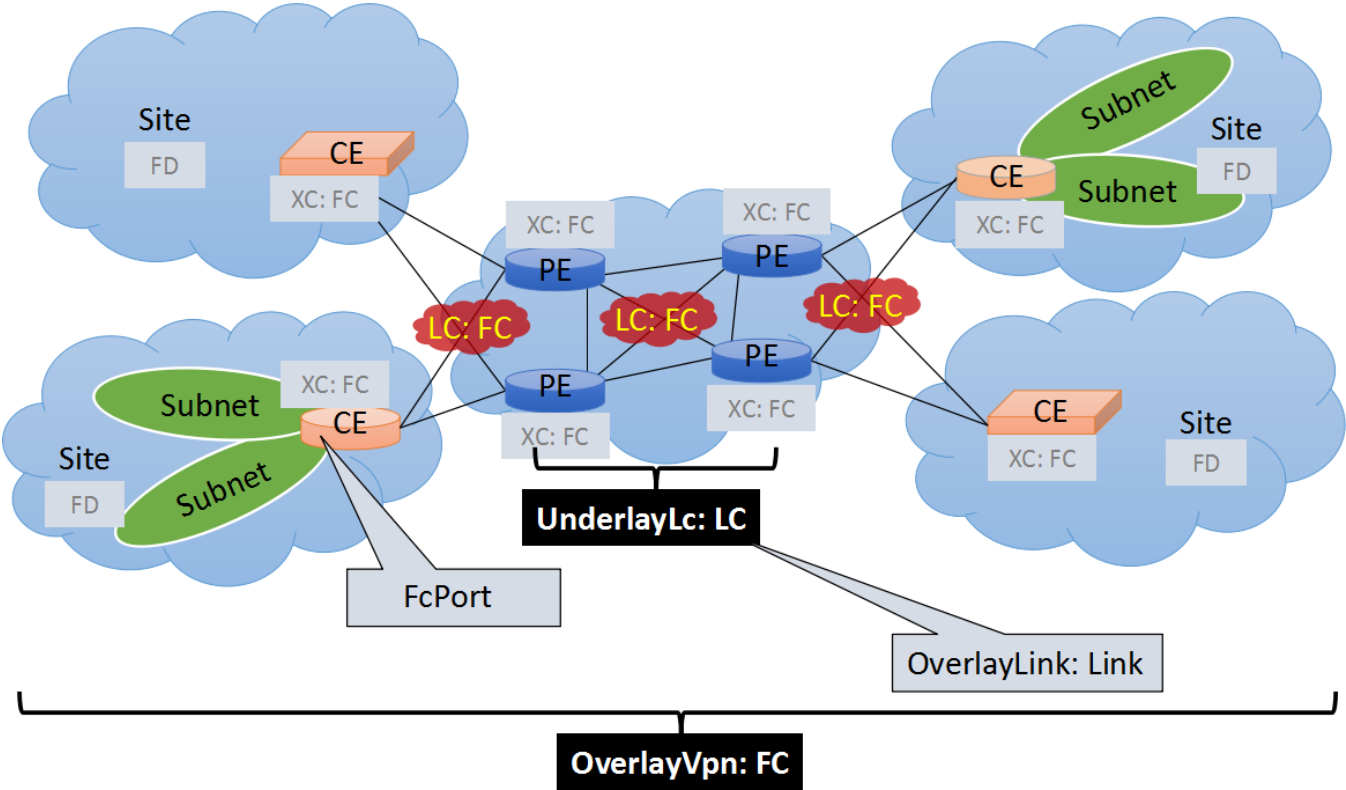 Site
FD
CE
XC: FC
Subnet
Site
FD
CE
Subnet
XC: FC
XC: FC
PE
XC: FC
PE
LC: FC
LC: FC
LC: FC
PE
XC: FC
PE
XC: FC
XC: FC
Subnet
CE
Site
FD
Subnet
CE
XC: FC
Site
FD
UnderlayLc: LC
FcPort
OverlayLink: Link
OverlayVpn: FC